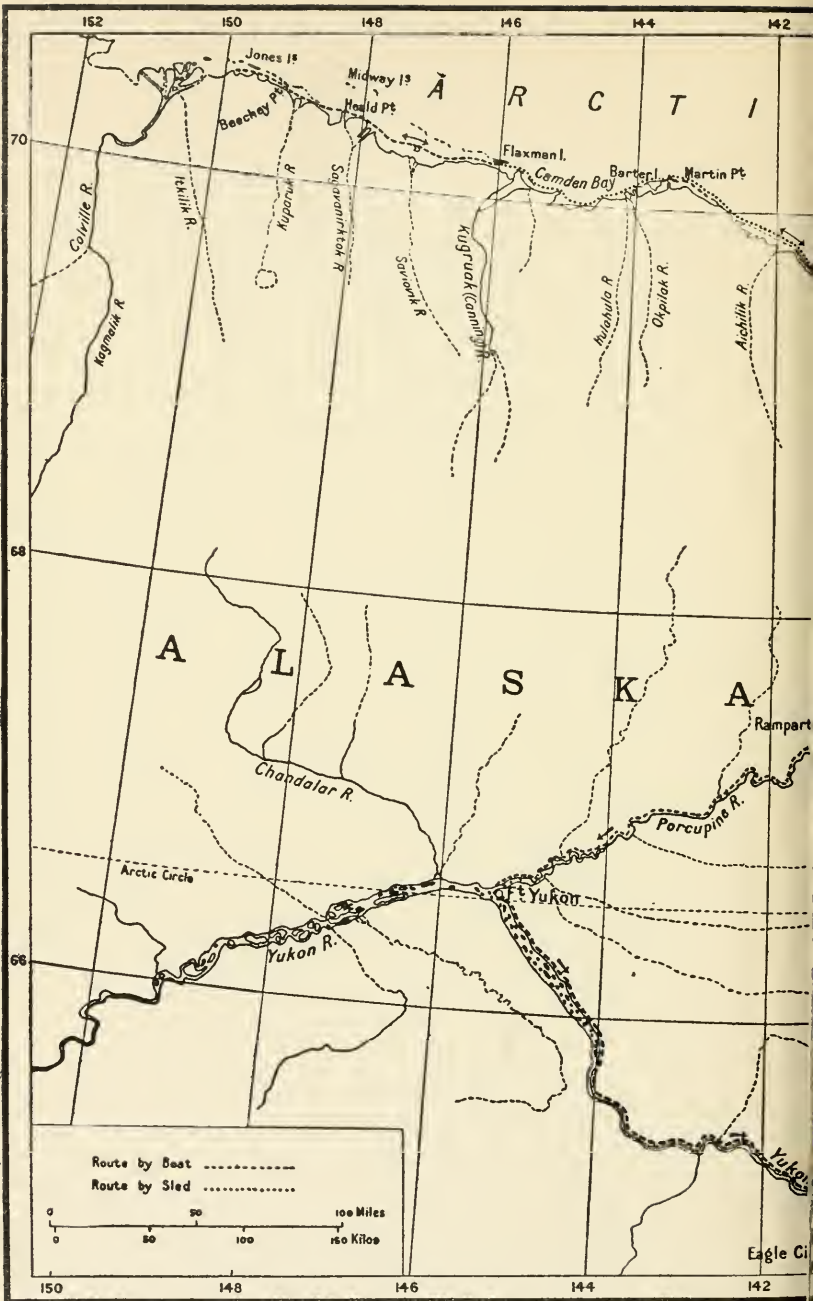 152 150 148 146 144 142
Jones Is
Midway Is
A R C T I
Beechey Pt.
Heald Pt
70
Flaxman I.
Camden Bay
Barter I.
Martin Pt
Colville R.
Itkilik R.
Kuparuk R
Savavanirktok R
Saviovik R
Kugruak (Canning) R.
Hulahula R
Okpilak R.
Aichilik R.
Kagmalik R.
68
A L A S K A
Rampart
Chandalar R.
Porcupine R.
Arctic Circle
Ft Yukon
Yukon R.
66
Route by Boat
Route by Sled
0 50 100 Miles
0 50 100 150 Kilos
Yukon
Eagle Ci
150 148 146 144 142